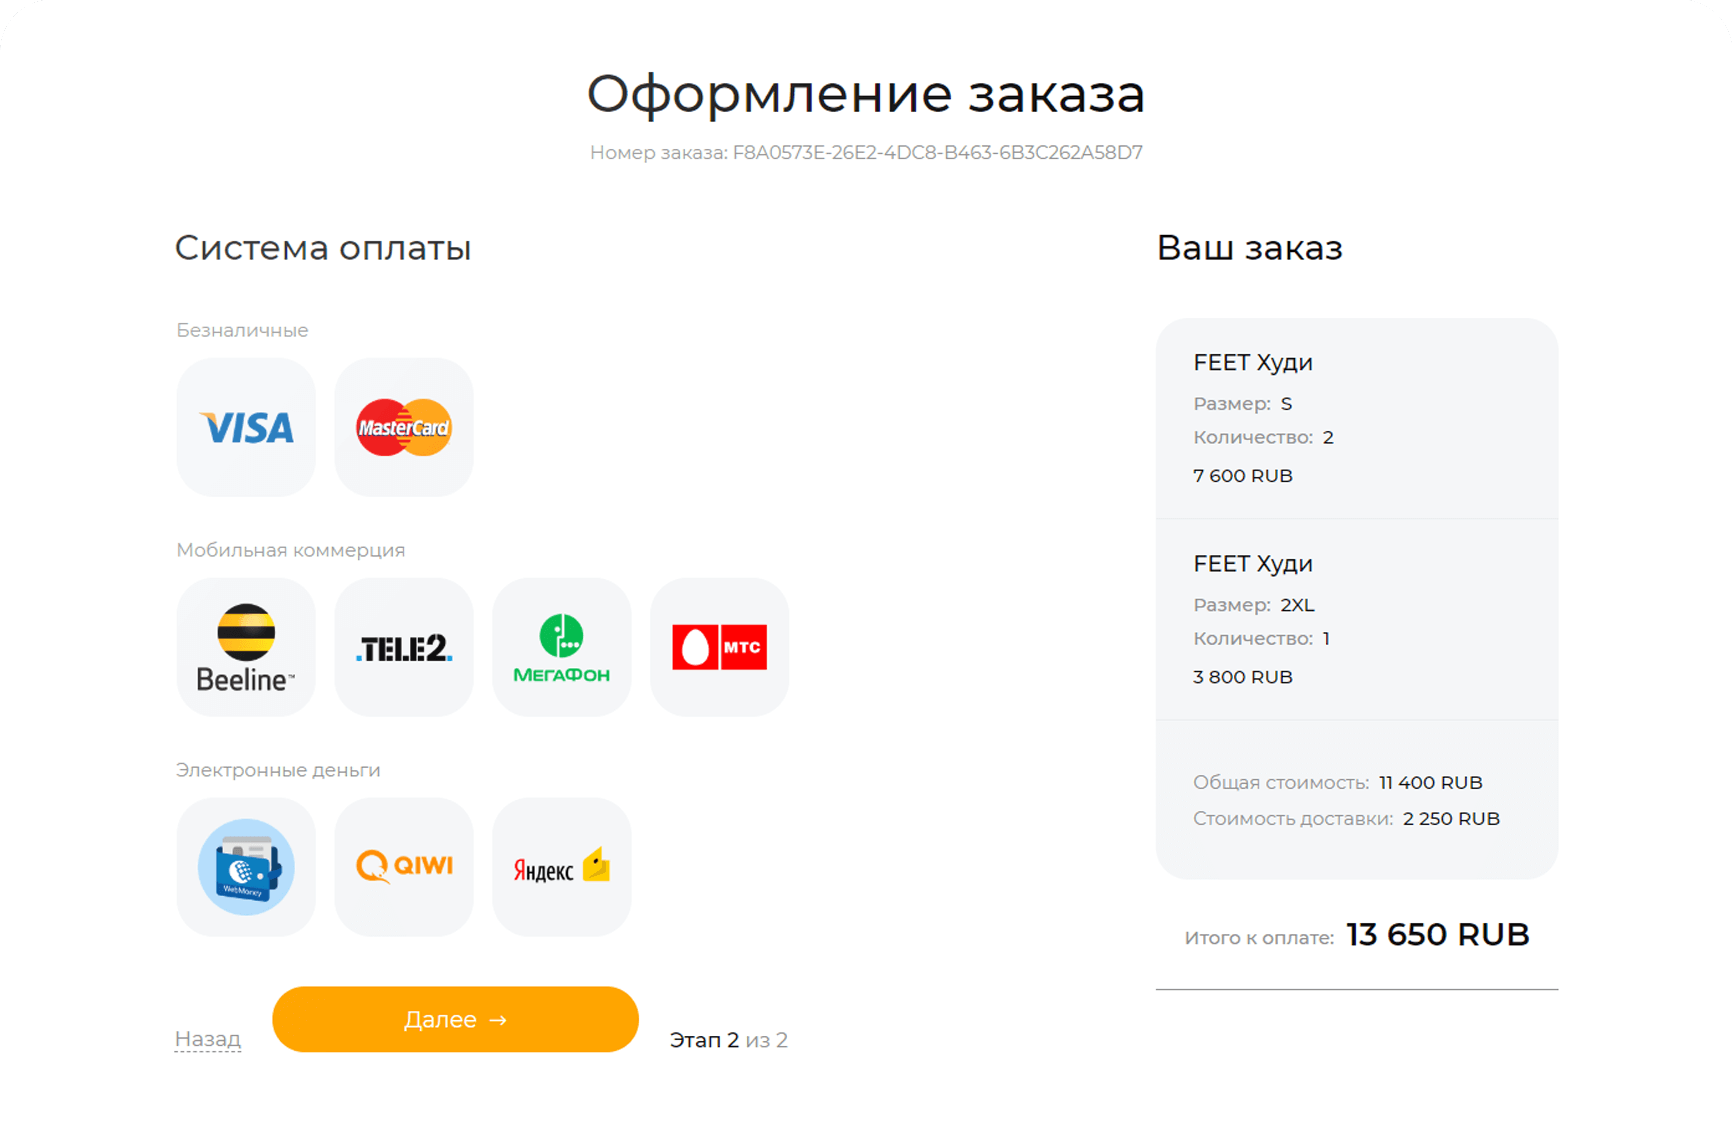 Оформление заказа
Номер заказа: F8A0573E-26E2-4DC8-B463-6B3C262A58D7
Система оплаты
Безналичные
VISA
MasterCard
Мобильная коммерция
Beeline™
.TELE2.
МЕГАФОН
МТС
Электронные деньги
WebMoney
QIWI
Яндекс
Назад
Далее →
Этап 2 из 2
Ваш заказ
FEET Худи
Размер: S
Количество: 2
7 600 RUB
FEET Худи
Размер: 2XL
Количество: 1
3 800 RUB
Общая стоимость: 11 400 RUB
Стоимость доставки: 2 250 RUB
Итого к оплате: 13 650 RUB